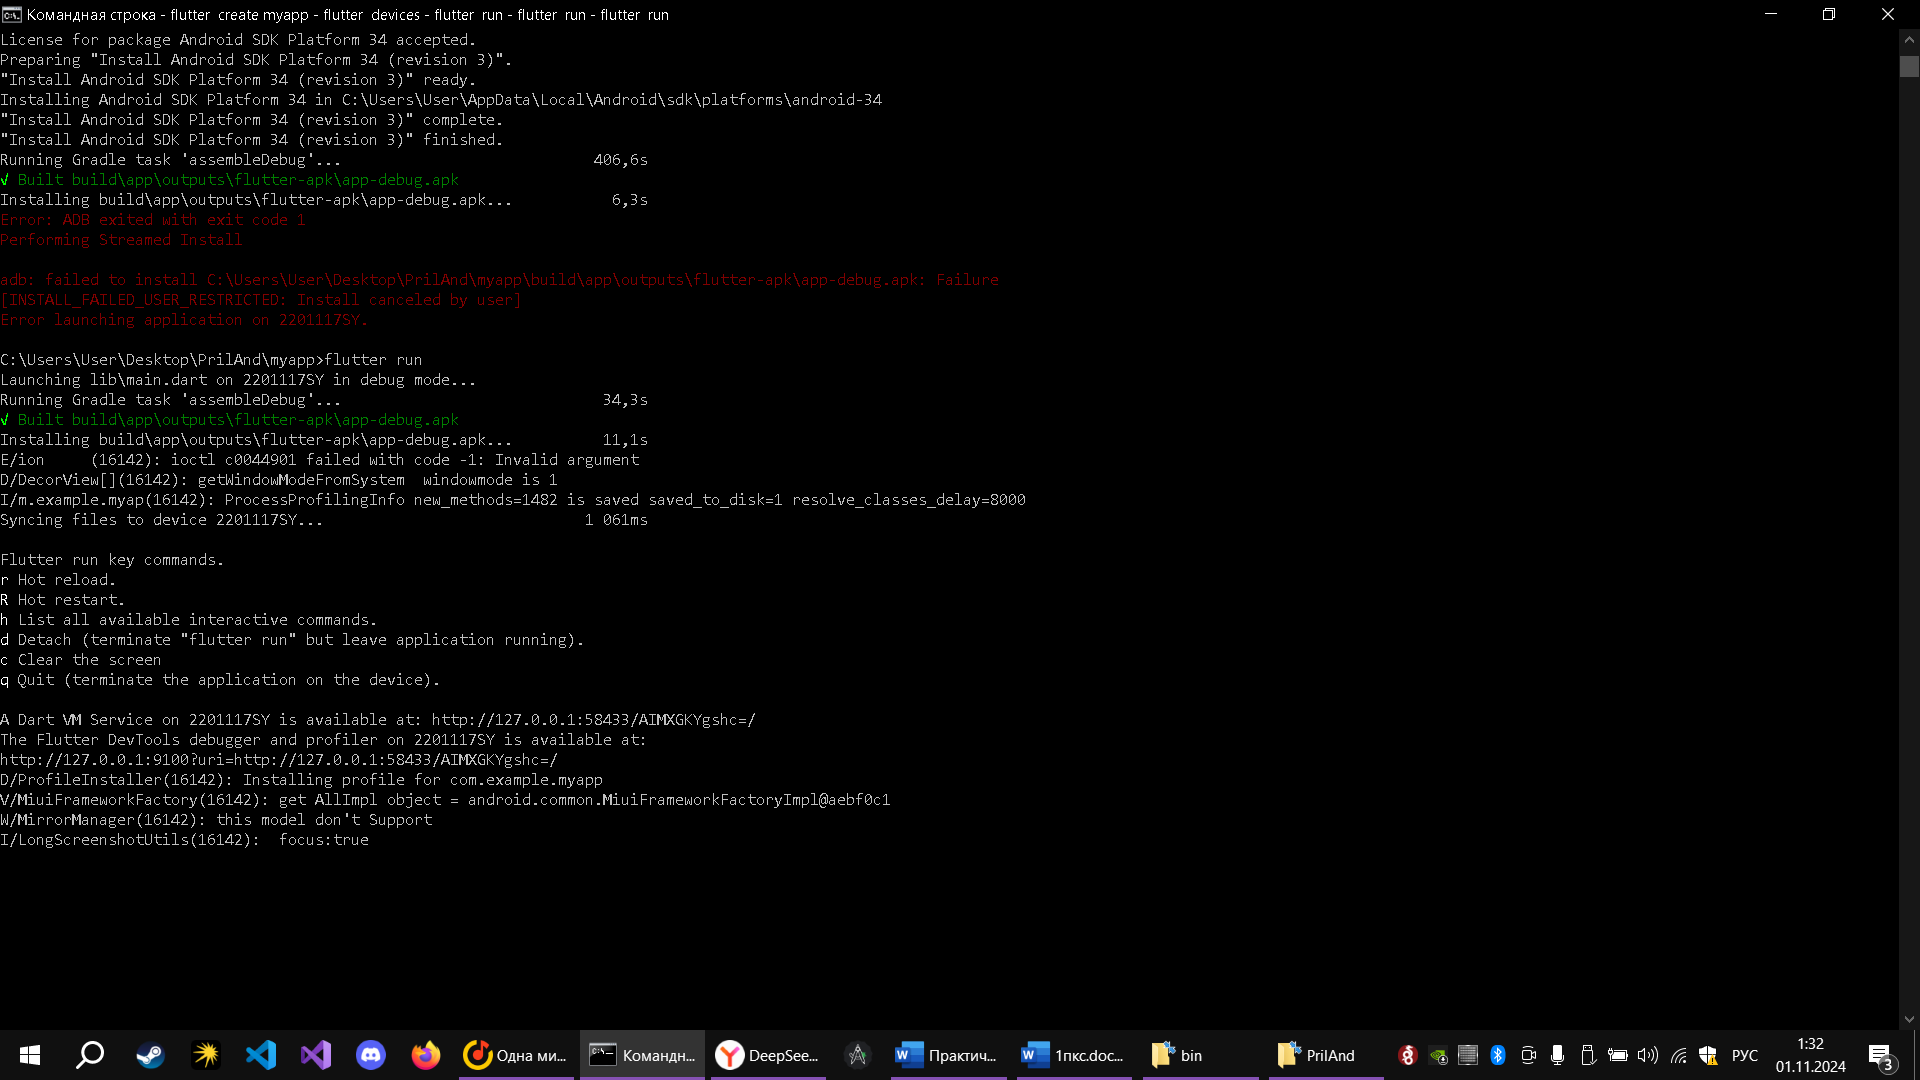 Командная строка - flutter create myapp - flutter devices - flutter run - flutter run - flutter run
License for package Android SDK Platform 34 accepted.
Preparing "Install Android SDK Platform 34 (revision 3)".
"Install Android SDK Platform 34 (revision 3)" ready.
Installing Android SDK Platform 34 in C:\Users\User\AppData\Local\Android\sdk\platforms\android-34
"Install Android SDK Platform 34 (revision 3)" complete.
"Install Android SDK Platform 34 (revision 3)" finished.
Running Gradle task 'assembleDebug'... 406,6s
√ Built build\app\outputs\flutter-apk\app-debug.apk
Installing build\app\outputs\flutter-apk\app-debug.apk... 6,3s
Error: ADB exited with exit code 1
Performing Streamed Install
adb: failed to install C:\Users\User\Desktop\PrilAnd\myapp\build\app\outputs\flutter-apk\app-debug.apk: Failure
[INSTALL_FAILED_USER_RESTRICTED: Install canceled by user]
Error launching application on 2201117SY.
C:\Users\User\Desktop\PrilAnd\myapp>flutter run
Launching lib\main.dart on 2201117SY in debug mode...
Running Gradle task 'assembleDebug'... 34,3s
√ Built build\app\outputs\flutter-apk\app-debug.apk
Installing build\app\outputs\flutter-apk\app-debug.apk... 11,1s
E/ion     (16142): ioctl c0044901 failed with code -1: Invalid argument
D/DecorView[](16142): getWindowModeFromSystem  windowmode is 1
I/m.example.myap(16142): ProcessProfilingInfo new_methods=1482 is saved saved_to_disk=1 resolve_classes_delay=8000
Syncing files to device 2201117SY... 1 061ms
Flutter run key commands.
r Hot reload.
R Hot restart.
h List all available interactive commands.
d Detach (terminate "flutter run" but leave application running).
c Clear the screen
q Quit (terminate the application on the device).
A Dart VM Service on 2201117SY is available at: http://127.0.0.1:58433/AIMXGKYgshc=/
The Flutter DevTools debugger and profiler on 2201117SY is available at:
http://127.0.0.1:9100?uri=http://127.0.0.1:58433/AIMXGKYgshc=/
D/ProfileInstaller(16142): Installing profile for com.example.myapp
V/MiuiFrameworkFactory(16142): get AllImpl object = android.common.MiuiFrameworkFactoryImpl@aebf0c1
W/MirrorManager(16142): this model don't Support
I/LongScreenshotUtils(16142):  focus:true
Одна ми...
Командн...
DeepSee...
Практич...
1пкс.doc...
bin
PrilAnd
РУС
1:32
01.11.2024
3